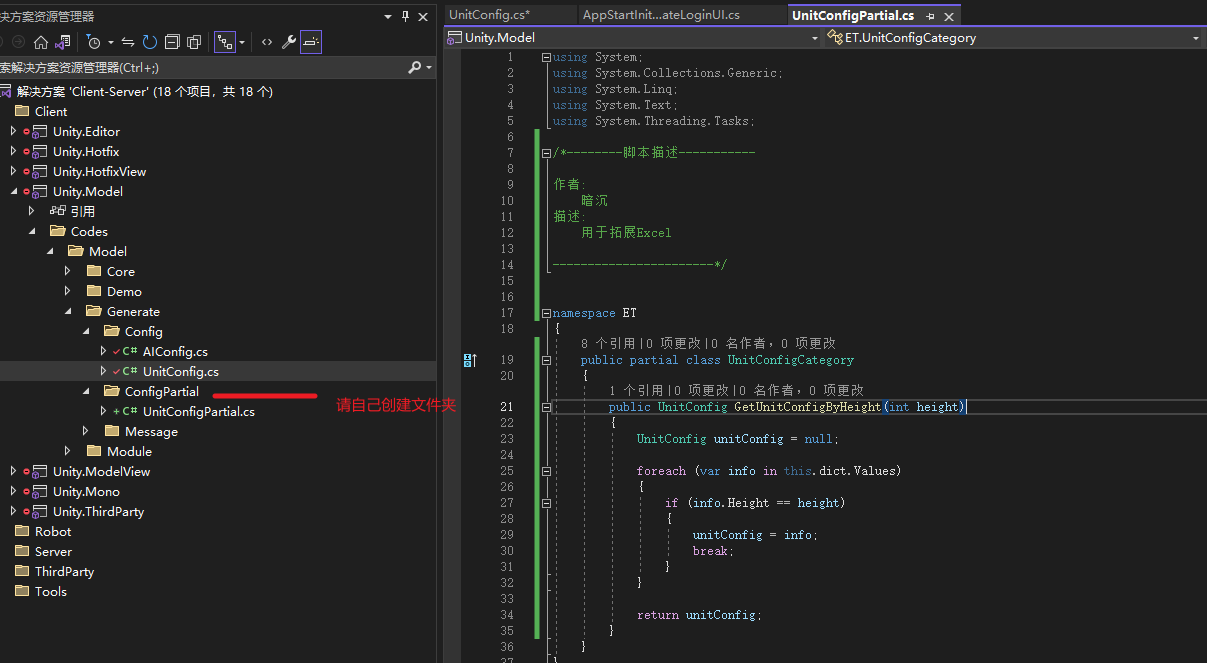 决方案资源管理器
索解决方案资源管理器(Ctrl+;)
解决方案 'Client-Server' (18 个项目，共 18 个)
Client
Unity.Editor
Unity.Hotfix
Unity.HotfixView
Unity.Model
引用
Codes
Model
Core
Demo
Generate
Config
C# AIConfig.cs
C# UnitConfig.cs
ConfigPartial
请自己创建文件夹
+ C# UnitConfigPartial.cs
Message
Module
Unity.ModelView
Unity.Mono
Unity.ThirdParty
Robot
Server
ThirdParty
Tools
UnitConfig.cs*
AppStartInit...ateLoginUI.cs
UnitConfigPartial.cs
Unity.Model
ET.UnitConfigCategory
1 using System;
2 using System.Collections.Generic;
3 using System.Linq;
4 using System.Text;
5 using System.Threading.Tasks;
6
7 /*--------脚本描述-----------
8
9 作者:
10 暗沉
11 描述:
12 用于拓展Excel
13
14 -----------------------*/
15
16
17 namespace ET
18 {
8 个引用|0 项更改|0 名作者，0 项更改
19 public partial class UnitConfigCategory
20 {
1 个引用|0 项更改|0 名作者，0 项更改
21 public UnitConfig GetUnitConfigByHeight(int height)
22 {
23 UnitConfig unitConfig = null;
24
25 foreach (var info in this.dict.Values)
26 {
27 if (info.Height == height)
28 {
29 unitConfig = info;
30 break;
31 }
32 }
33
34 return unitConfig;
35 }
36 }
37 }